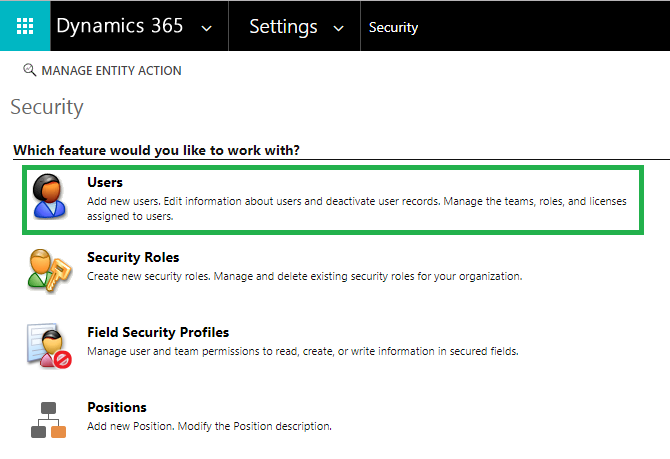 Dynamics 365 Settings Security
MANAGE ENTITY ACTION
Security
Which feature would you like to work with?
Users
Add new users. Edit information about users and deactivate user records. Manage the teams, roles, and licenses
assigned to users.
Security Roles
Create new security roles. Manage and delete existing security roles for your organization.
Field Security Profiles
Manage user and team permissions to read, create, or write information in secured fields.
Positions
Add new Position. Modify the Position description.